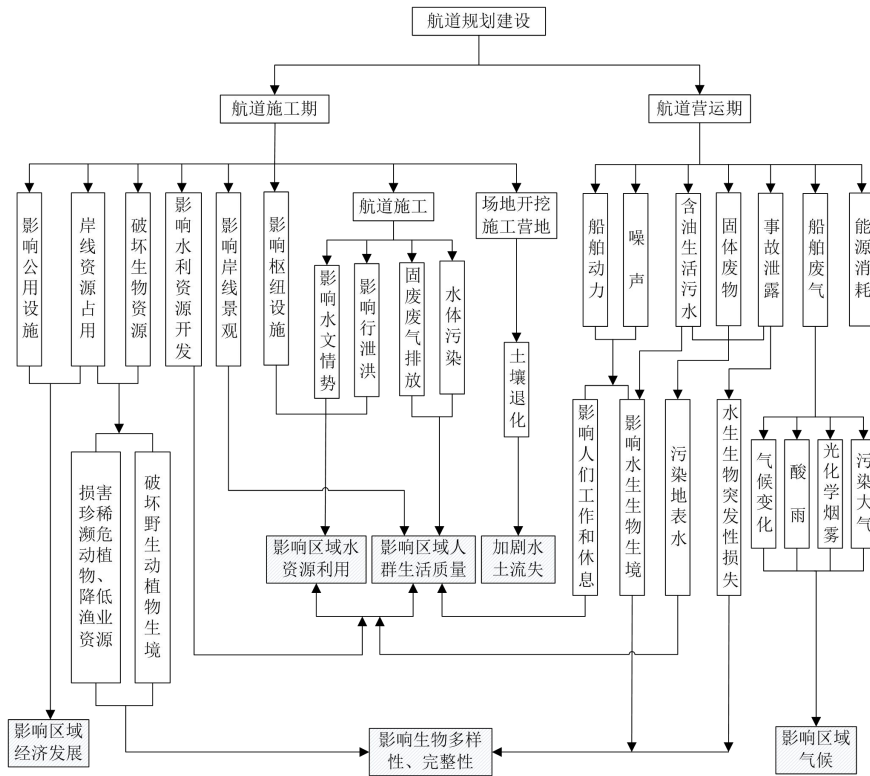 航道规划建设
航道施工期
航道营运期
影响公用设施
岸线资源占用
破坏生物资源
影响水利资源开发
影响岸线景观
影响枢纽设施
航道施工
场地开挖
施工营地
船舶动力
噪声
含油生活污水
固体废物
事故泄露
船舶废气
能源消耗
影响水文情势
影响行泄洪
固废废气排放
水体污染
土壤退化
损害珍稀濒危动植物、降低渔业资源
破坏野生动植物生境
影响人们工作和休息
影响水生生物生境
污染地表水
水生生物突发性损失
气候变化
酸雨
光化学烟雾
污染大气
影响区域水
资源利用
影响区域人
群生活质量
加剧水
土流失
影响区域
经济发展
影响生物多样
性、完整性
影响区域
气候